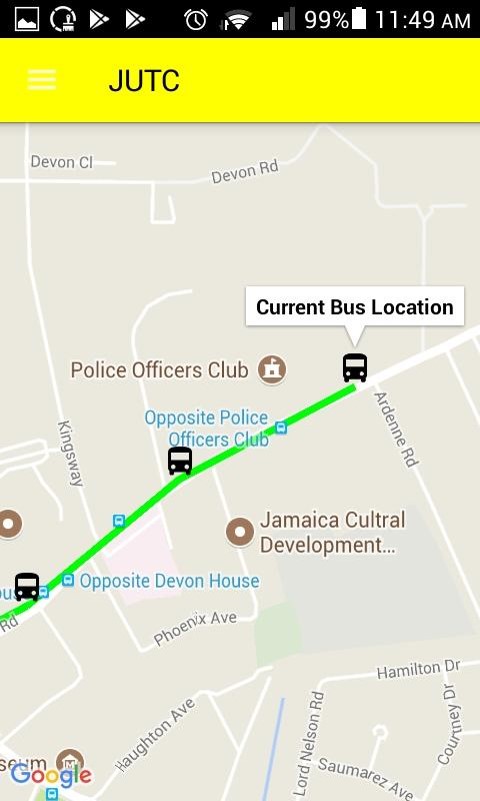 99% 11:49 AM
JUTC
Devon Cl
Devon Rd
Current Bus Location
Police Officers Club
Opposite Police
Officers Club
Ardenne Rd
Kingsway
Jamaica Cultral
Development...
Opposite Devon House
Rd
Phoenix Ave
Hamilton Dr
Courtney Dr
Lord Nelson Rd
Haughton Ave
Saumarez Ave
seum
Google